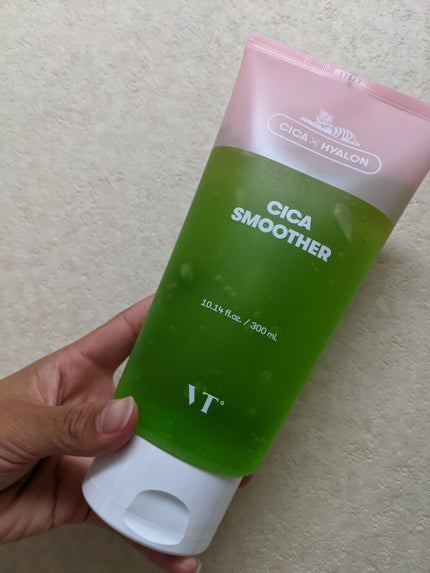 CICA × HYALON
CICA
SMOOTHER
10.14 fl.oz. / 300 mL
VT°